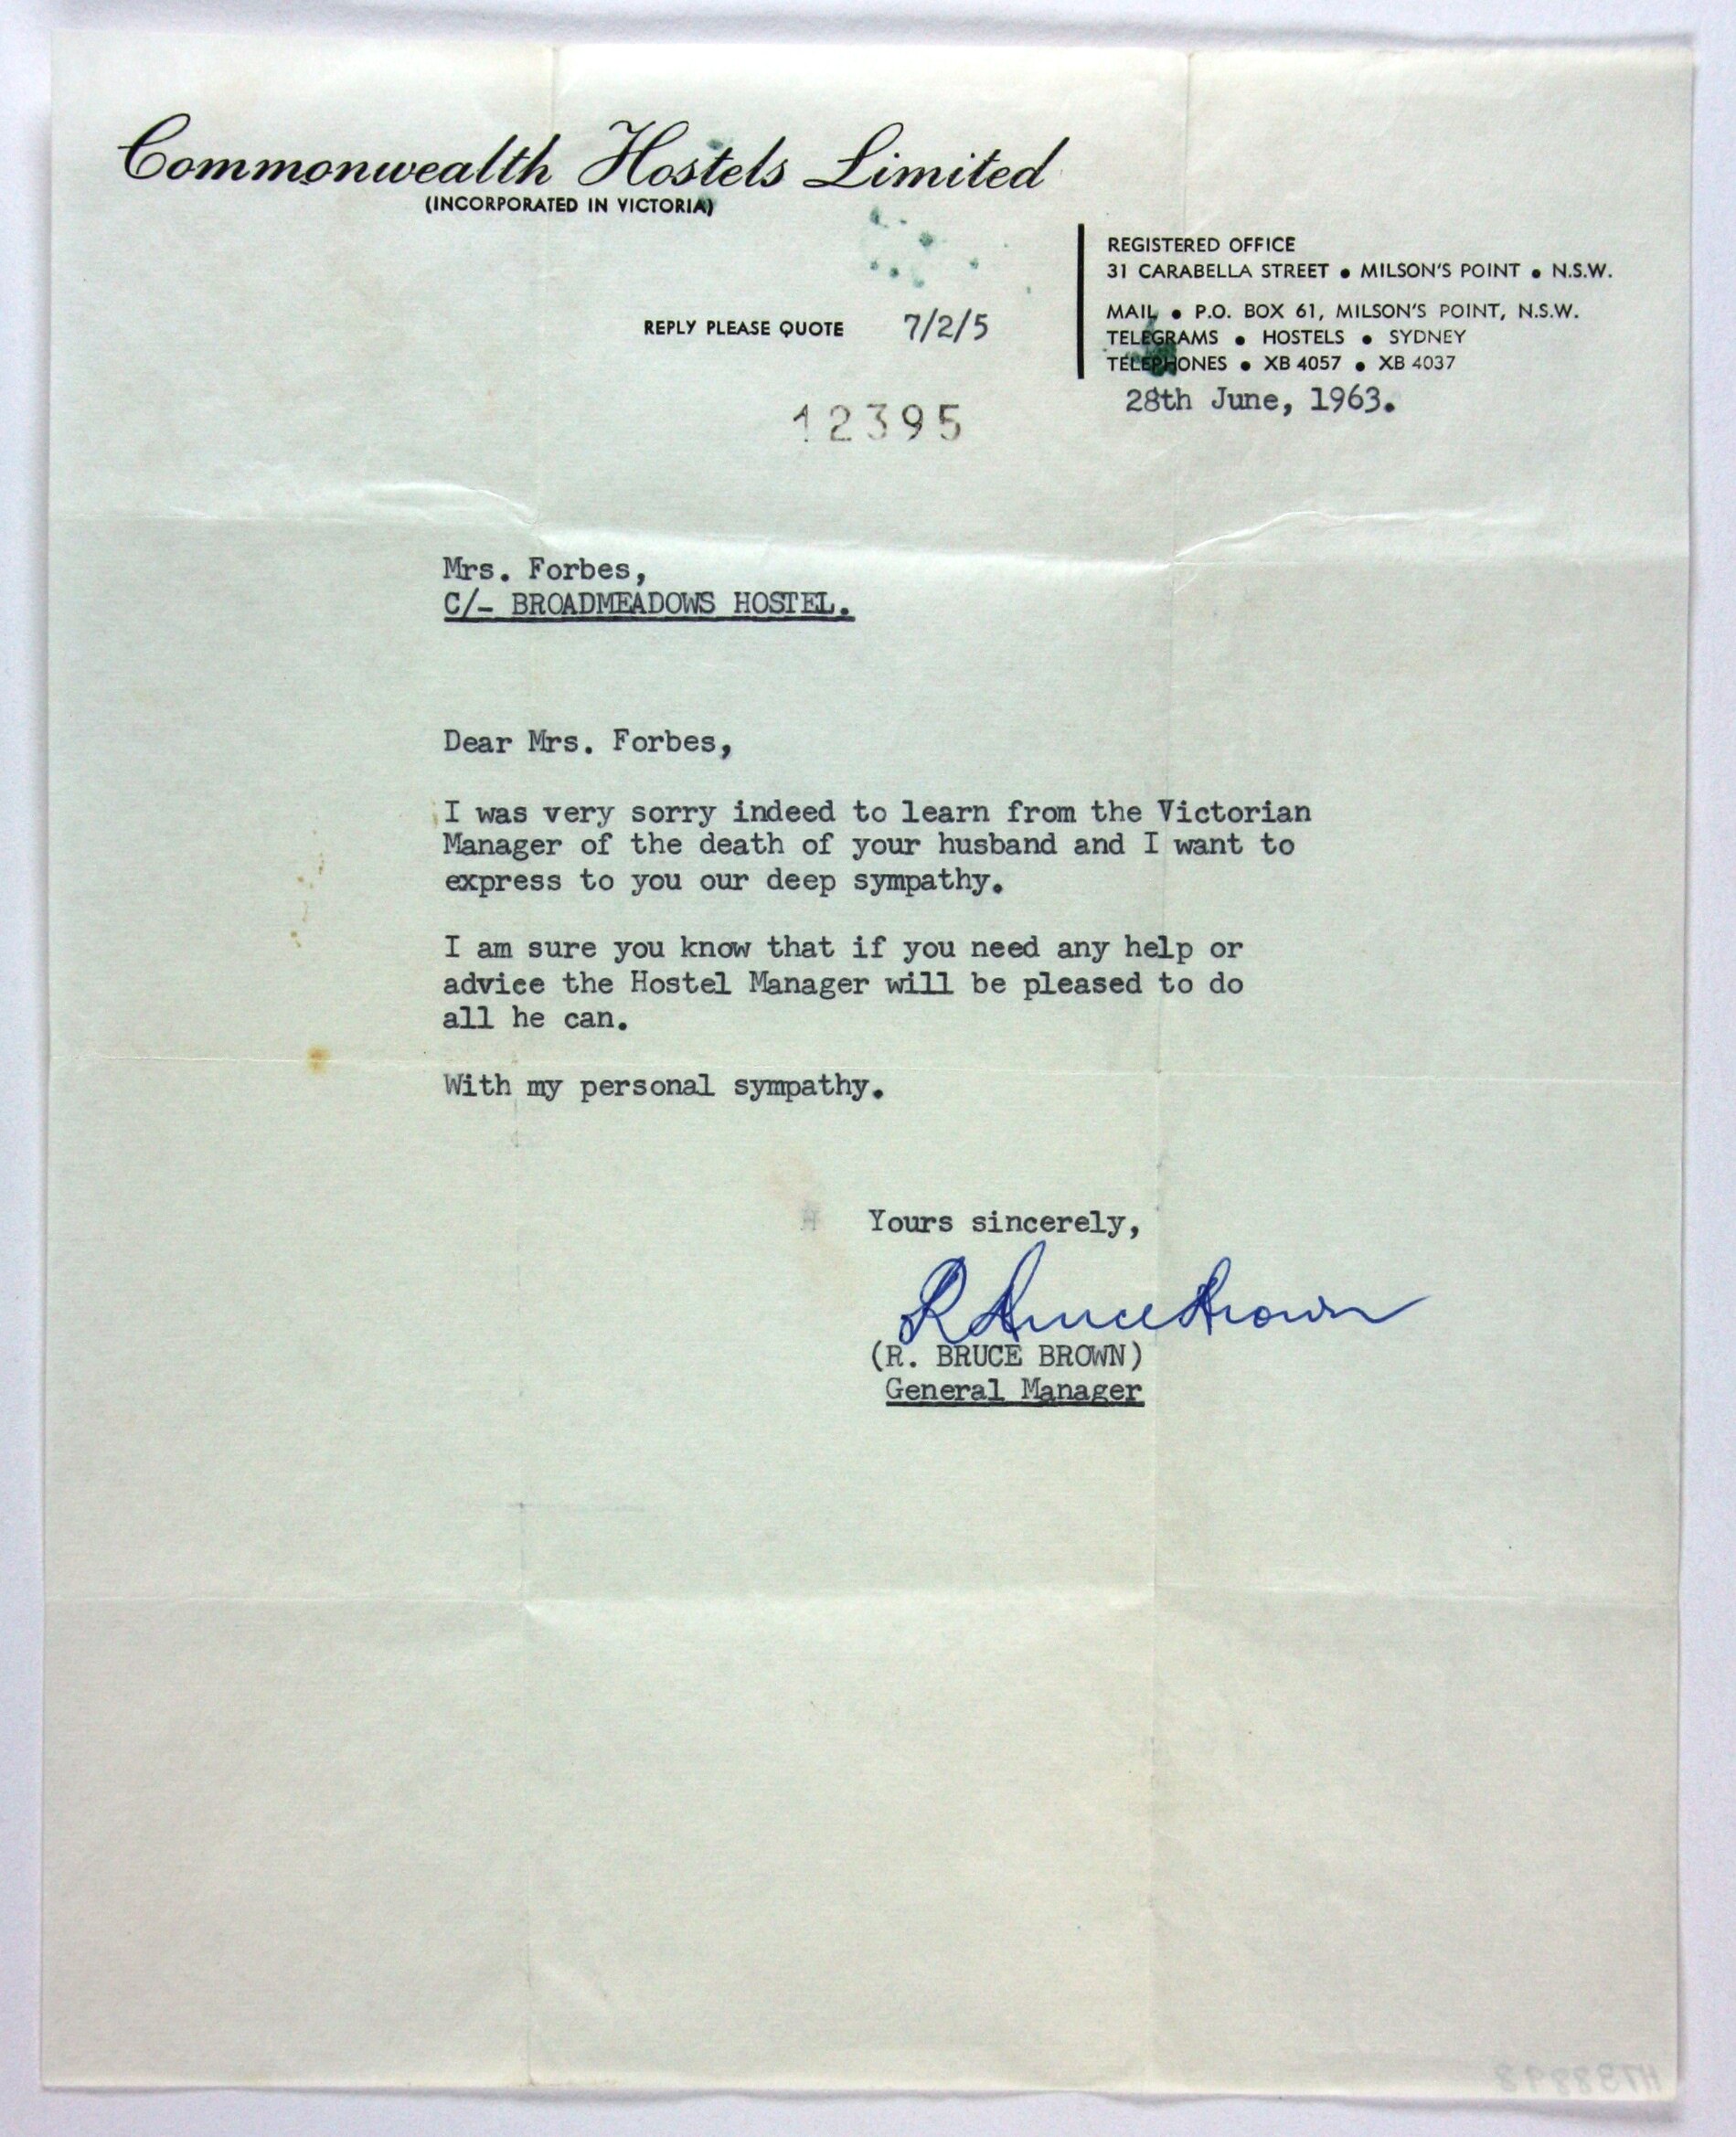 Commonwealth Hostels Limited
(INCORPORATED IN VICTORIA)
REGISTERED OFFICE
31 CARABELLA STREET ● MILSON'S POINT ● N.S.W.
MAIL ● P.O. BOX 61, MILSON'S POINT, N.S.W.
TELEGRAMS ● HOSTELS ● SYDNEY
TELEPHONES ● XB 4057 ● XB 4037
REPLY PLEASE QUOTE 7/2/5
28th June, 1963.
12395
Mrs. Forbes,
C/- BROADMEADOWS HOSTEL.
Dear Mrs. Forbes,
I was very sorry indeed to learn from the Victorian
Manager of the death of your husband and I want to
express to you our deep sympathy.
I am sure you know that if you need any help or
advice the Hostel Manager will be pleased to do
all he can.
With my personal sympathy.
Yours sincerely,
R Bruce Brown
(R. BRUCE BROWN)
General Manager